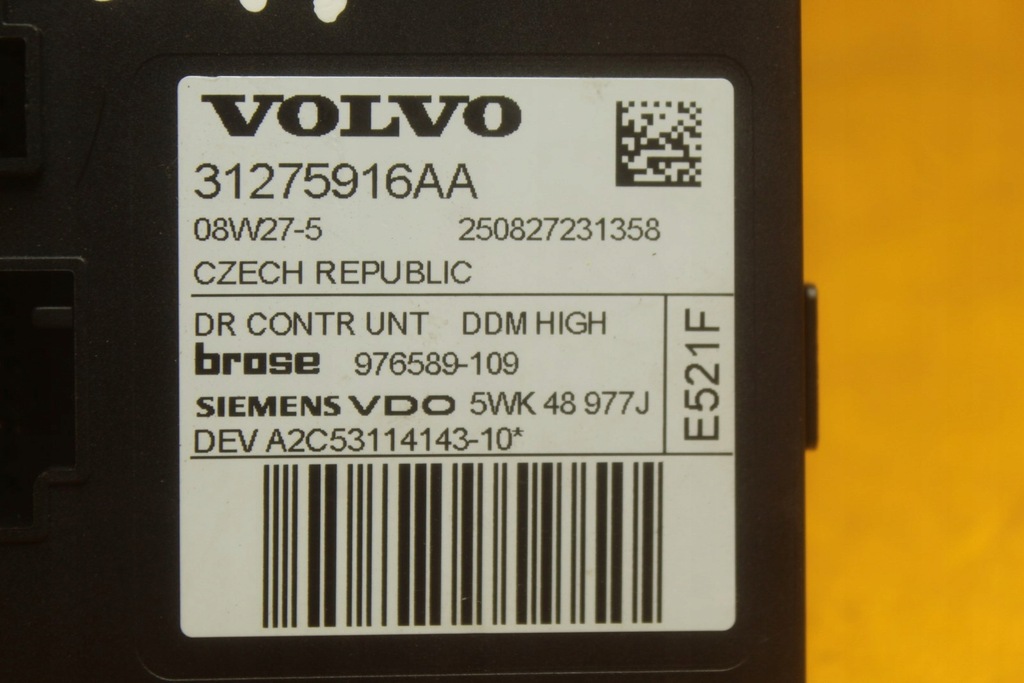 VOLVO
31275916AA
08W27-5 250827231358
CZECH REPUBLIC
DR CONTR UNT DDM HIGH
brose 976589-109
SIEMENS VDO 5WK 48 977J
DEV A2C53114143-10*
E521F